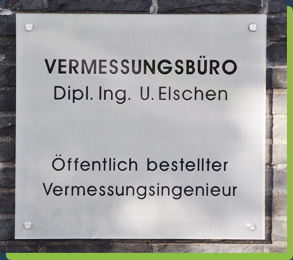 VERMESSUNGSBÜRO
Dipl. Ing. U. Elschen
Öffentlich bestellter
Vermessungsingenieur